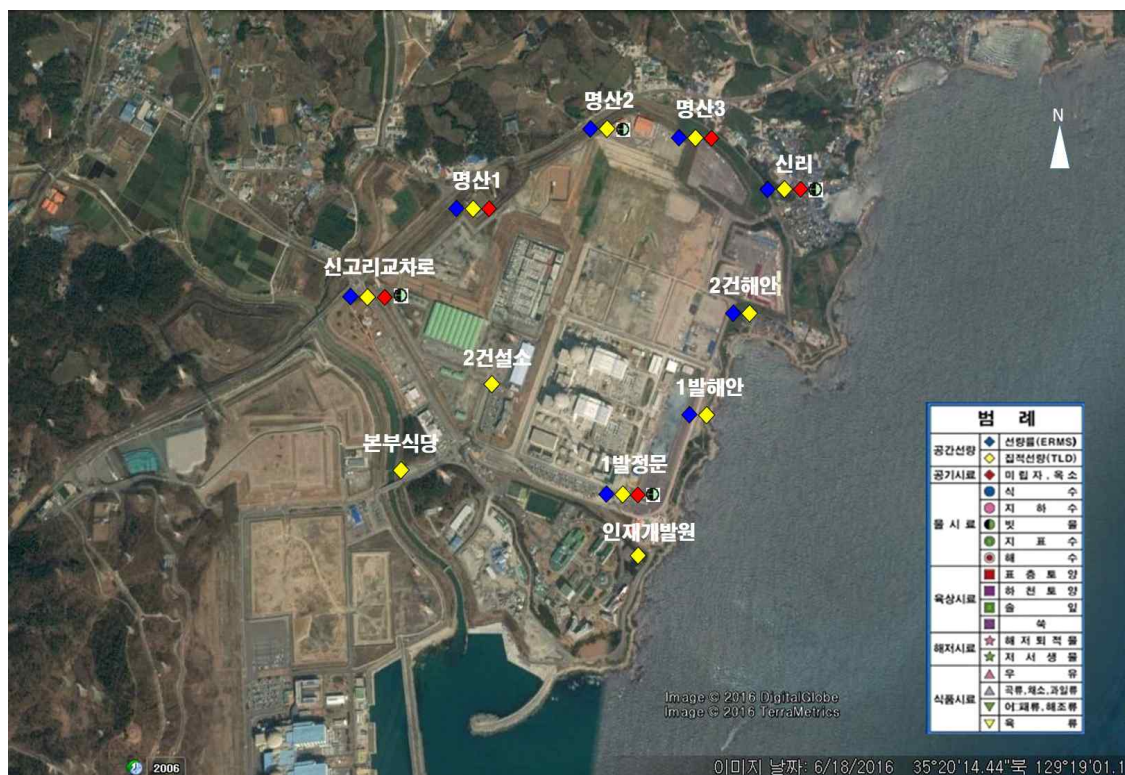 명산2
명산3
N
신리
명산1
신고리교차로
2건해안
2건설소
1발해안
본부식당
1발정문
인재개발원
범 례
공간선량
선량률(ERMS)
집적선량(TLD)
공기시료
미립자, 옥소
물시료
식 수
지 하 수
빗 물
지 표 수
해 수
육상시료
표 층 토 양
하 천 토 양
솔 잎
쑥
해저시료
해 저 퇴 적 물
저 서 생 물
식품시료
우 유
곡류,채소,과일류
어패류,해조류
육 류
Image © 2016 DigitalGlobe
Image © 2016 TerraMetrics
2006
이미지 날짜: 6/18/2016 35°20'14.44"북 129°19'01.1